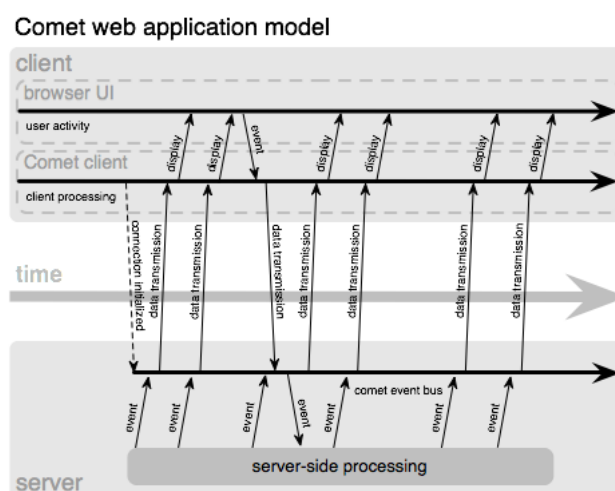 Comet web application model
client
browser UI
user activity
display
display
event
display
display
display
display
Comet client
client processing
connection initialized
data transmission
data transmission
data transmission
data transmission
data transmission
data transmission
data transmission
time
comet event bus
event
event
event
event
event
event
event
server-side processing
server